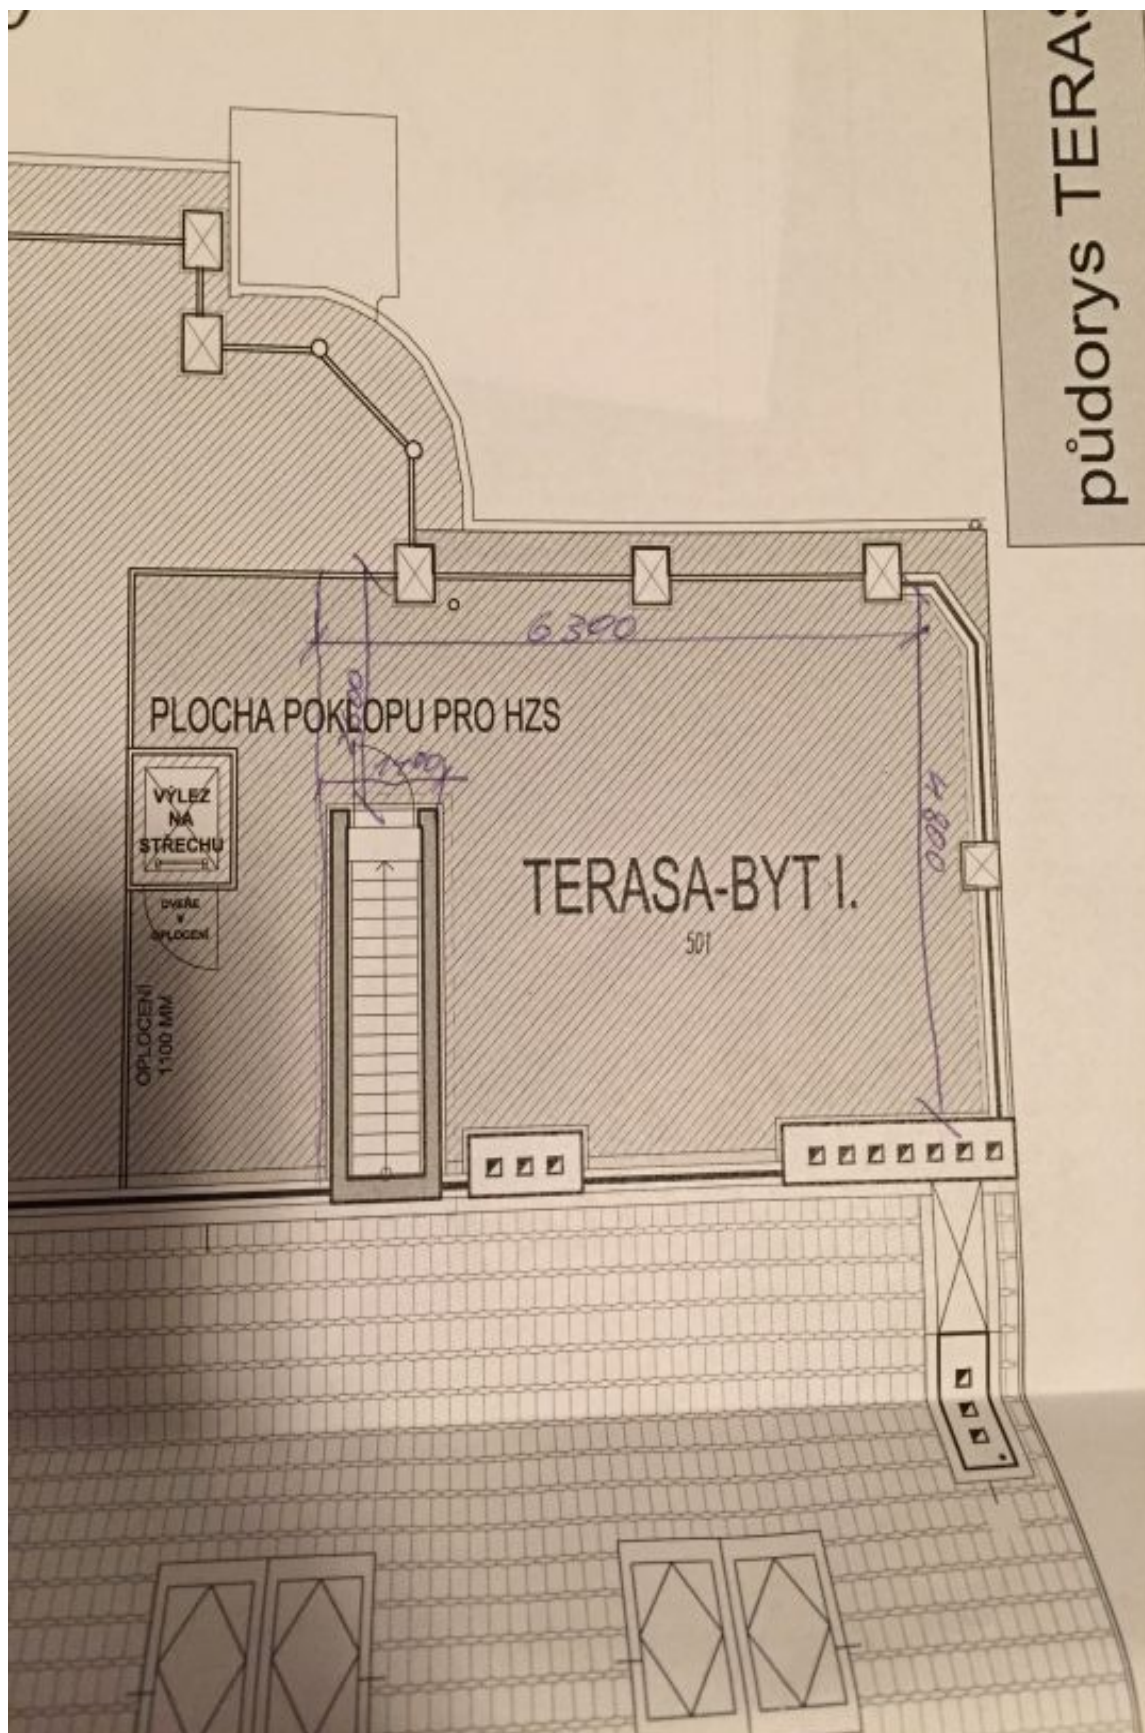 půdorys TERAS
6300
PLOCHA POKLOPU PRO HZS
VÝLEZ
NA
STŘECHU
4800
TERASA-BYT I.
501
DVEŘE
V
OPLOCENÍ
OPLOCENÍ
1100 MM